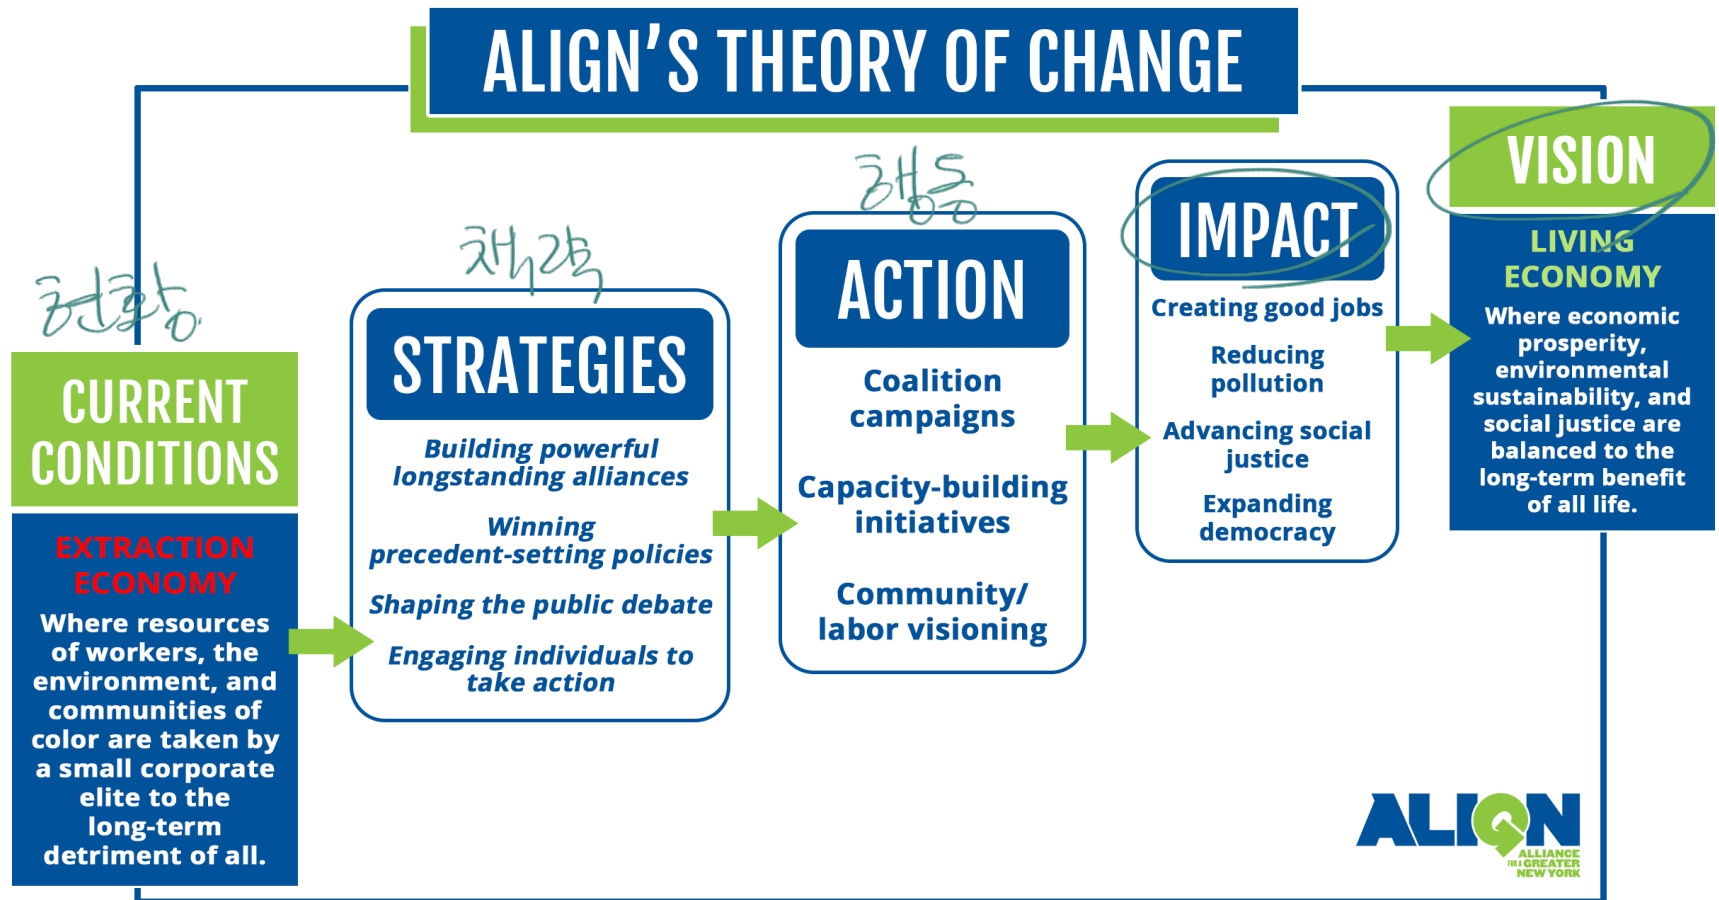 ALIGN'S THEORY OF CHANGE
현황
CURRENT
CONDITIONS
EXTRACTION
ECONOMY
Where resources
of workers, the
environment, and
communities of
color are taken by
a small corporate
elite to the
long-term
detriment of all.
책략
STRATEGIES
Building powerful
longstanding alliances
Winning
precedent-setting policies
Shaping the public debate
Engaging individuals to
take action
행동
ACTION
Coalition
campaigns
Capacity-building
initiatives
Community/
labor visioning
IMPACT
Creating good jobs
Reducing
pollution
Advancing social
justice
Expanding
democracy
VISION
LIVING
ECONOMY
Where economic
prosperity,
environmental
sustainability, and
social justice are
balanced to the
long-term benefit
of all life.
ALIGN
ALLIANCE
FOR A GREATER
NEW YORK